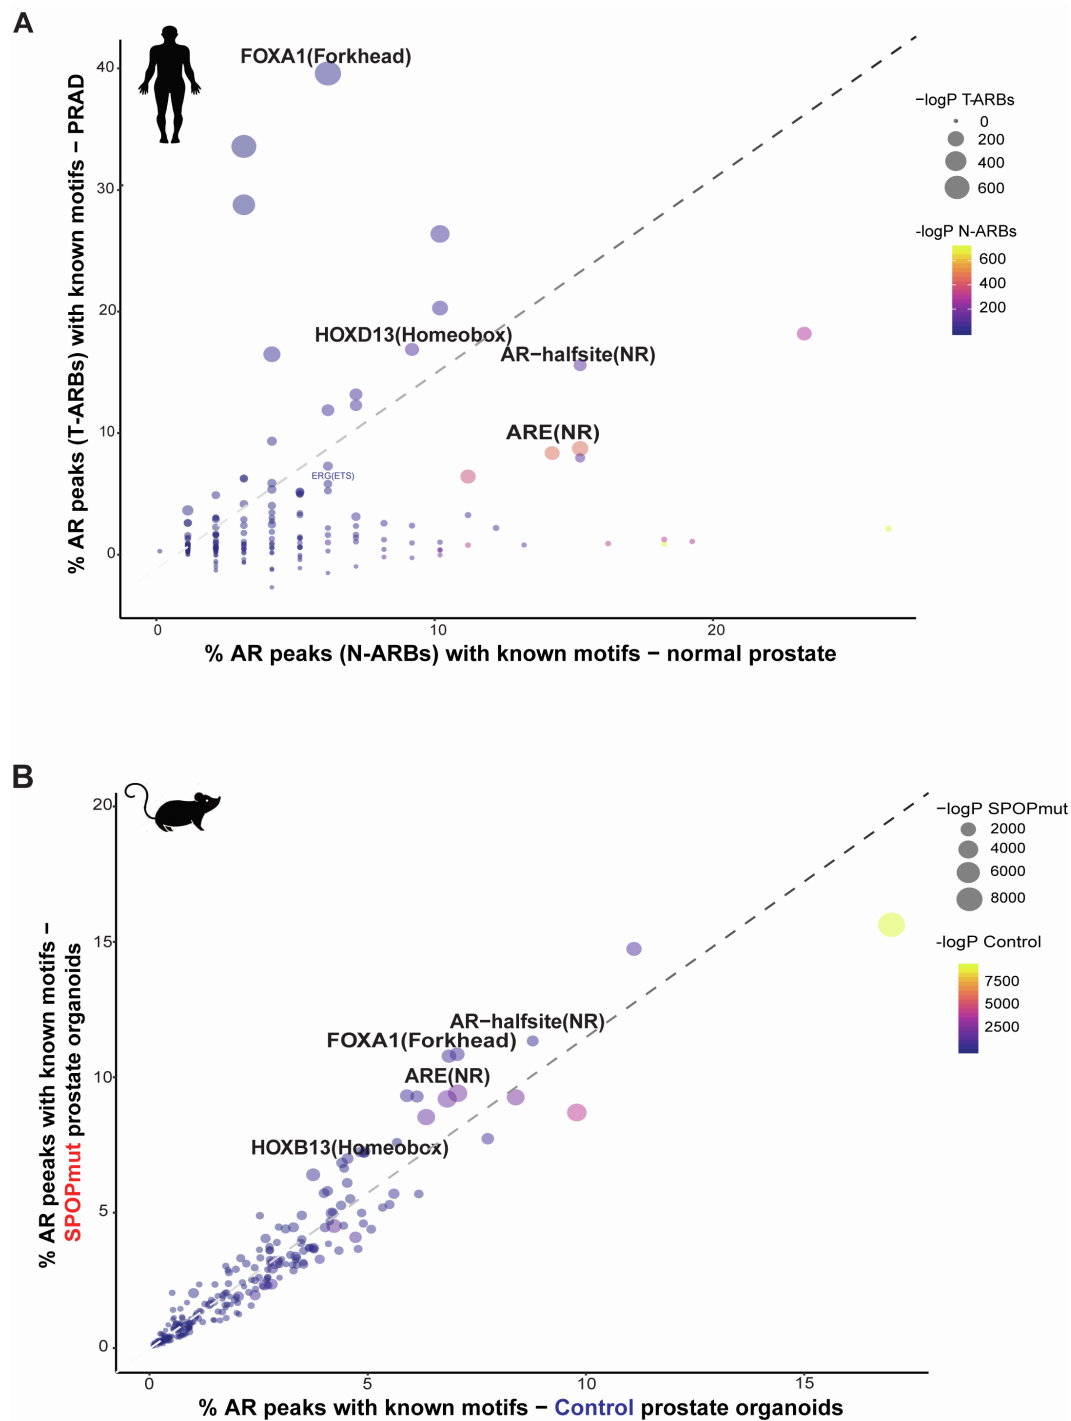 A
FOXA1(Forkhead)
HOXD13(Homeobox)
AR−halfsite(NR)
ARE(NR)
ERG(ETS)
40
30
20
10
0
0
10
20
% AR peaks (T-ARBs) with known motifs − PRAD
% AR peaks (N-ARBs) with known motifs − normal prostate
−logP T-ARBs
0
200
400
600
-logP N-ARBs
600
400
200
B
AR−halfsite(NR)
FOXA1(Forkhead)
ARE(NR)
HOXB13(Homeobox)
20
15
10
5
0
0
5
10
15
% AR peeaks with known motifs −
SPOPmut prostate organoids
% AR peaks with known motifs − Control prostate organoids
−logP SPOPmut
2000
4000
6000
8000
-logP Control
7500
5000
2500